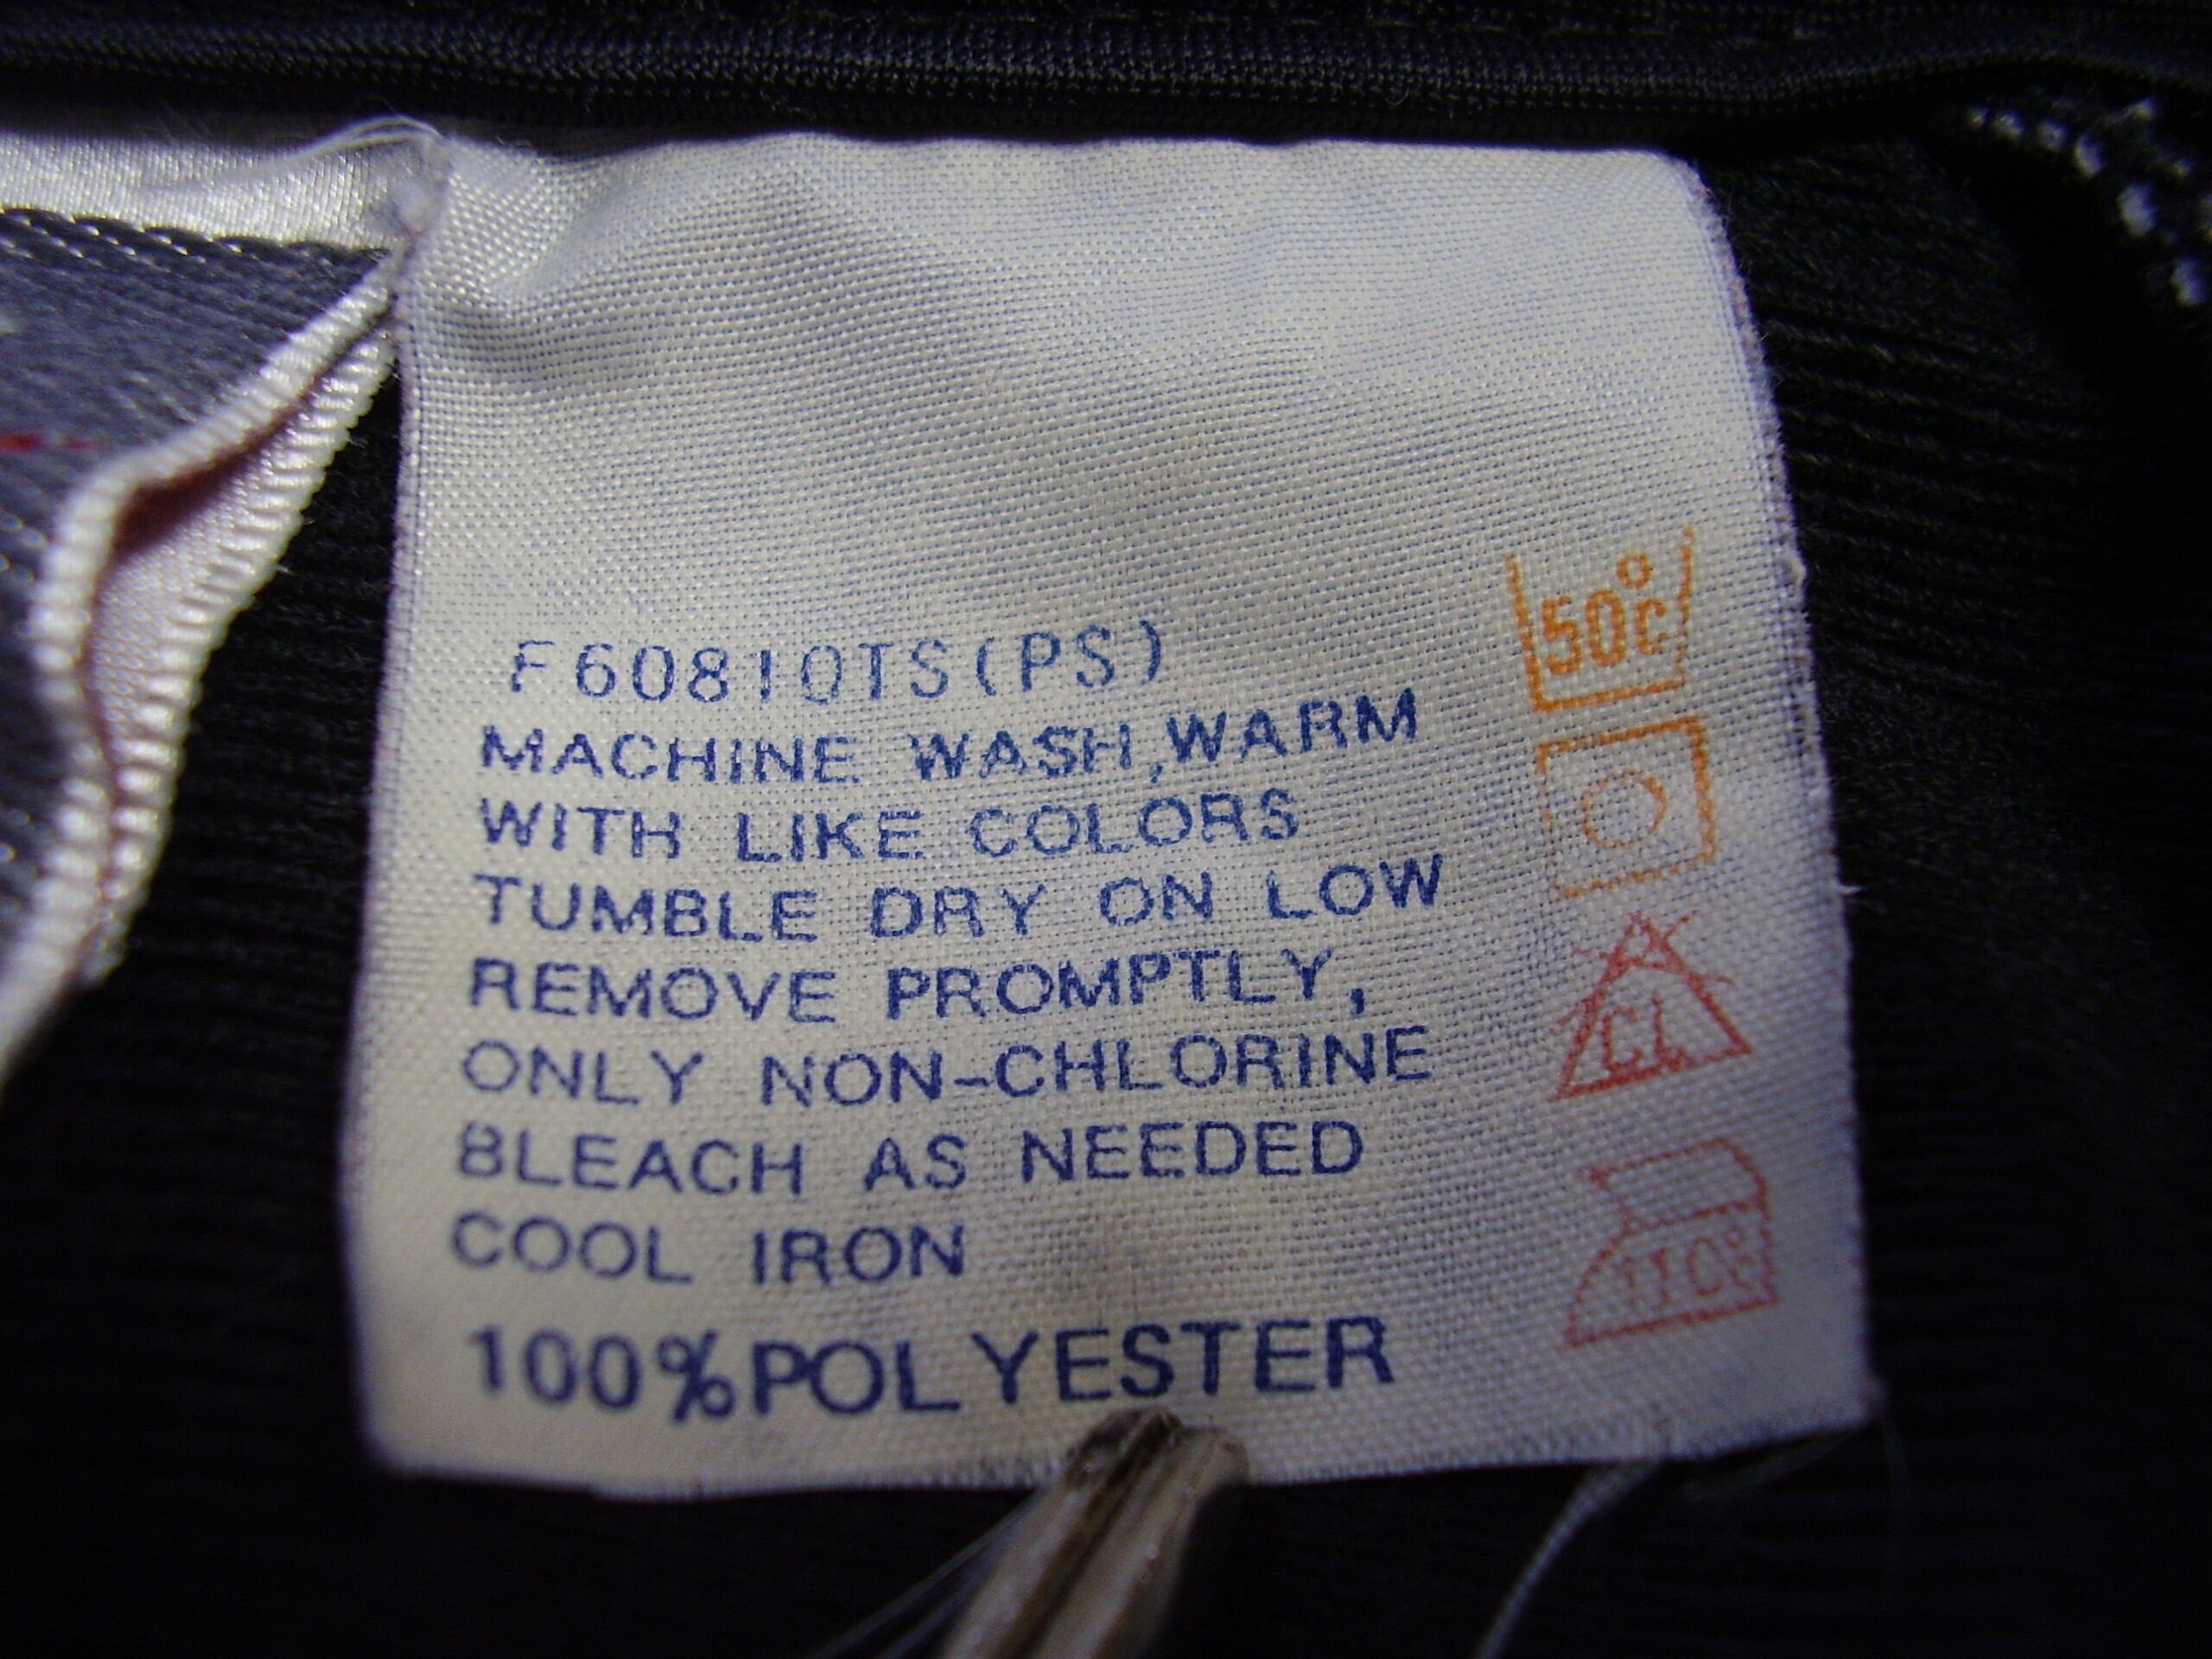 F60810TS(PS)
MACHINE WASH,WARM
WITH LIKE COLORS
TUMBLE DRY ON LOW
REMOVE PROMPTLY,
ONLY NON-CHLORINE
BLEACH AS NEEDED
COOL IRON
100%POLYESTER
50°C
CL
110°C